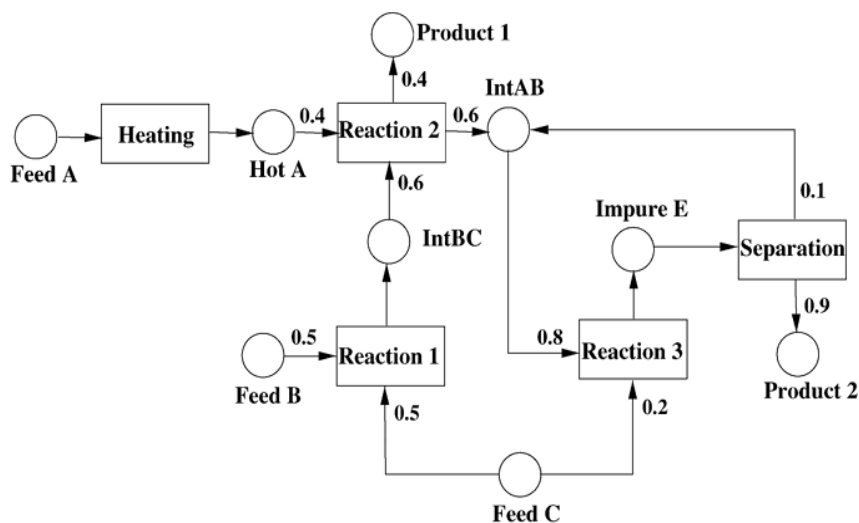 Product 1
0.4
IntAB
0.4
Heating
Reaction 2
0.6
Feed A
Hot A
0.6
0.1
Impure E
IntBC
Separation
0.9
0.5
Reaction 1
0.8
Reaction 3
Feed B
Product 2
0.5
0.2
Feed C